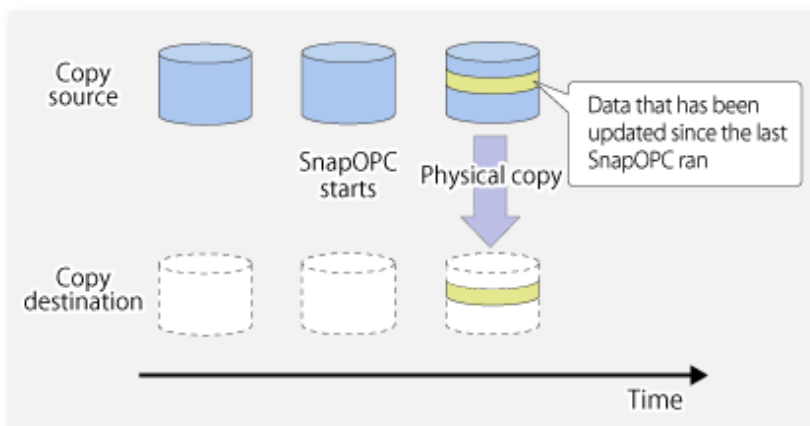 Copy
source
Data that has been
updated since the last
SnapOPC ran
SnapOPC
starts
Physical copy
Copy
destination
Time